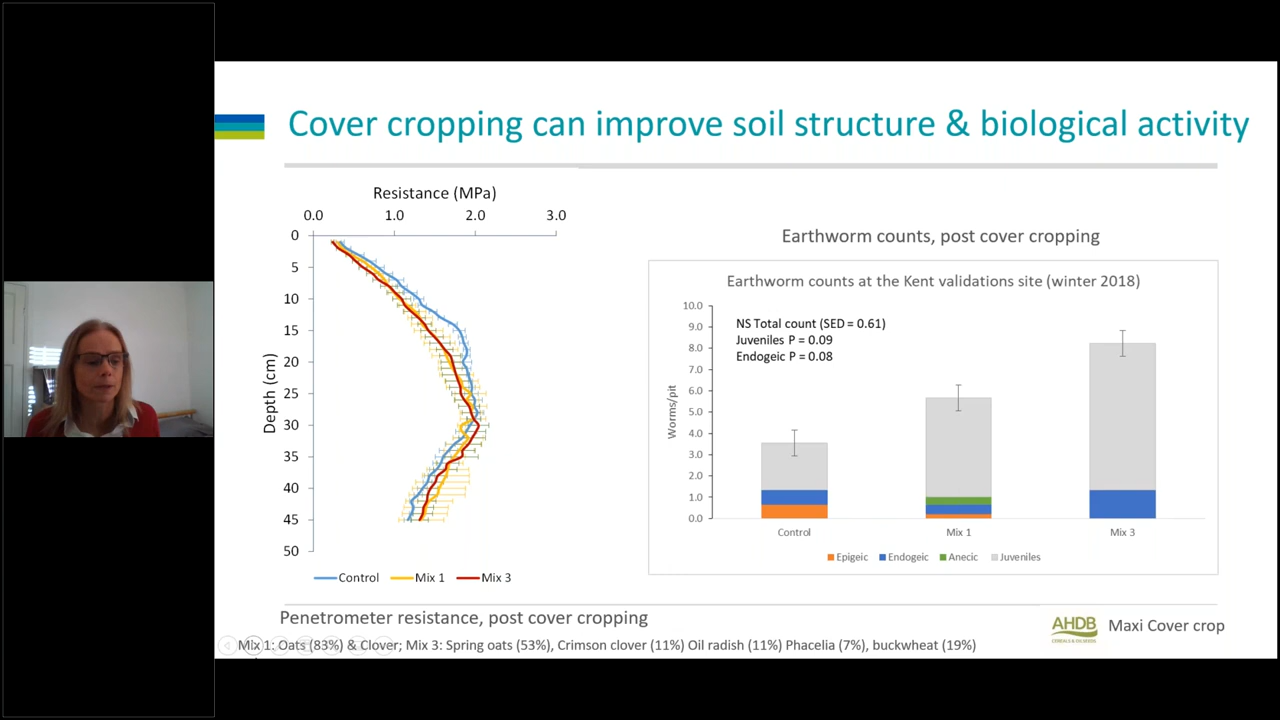 Cover cropping can improve soil structure & biological activity
Resistance (MPa)
0.0 1.0 2.0 3.0
0
5
10
15
20
25
30
35
40
45
50
Depth (cm)
Control Mix 1 Mix 3
Penetrometer resistance, post cover cropping
Earthworm counts, post cover cropping
Earthworm counts at the Kent validations site (winter 2018)
NS Total count (SED = 0.61)
Juveniles P = 0.09
Endogeic P = 0.08
10.0
9.0
8.0
7.0
6.0
5.0
4.0
3.0
2.0
1.0
0.0
Worms/pit
Control Mix 1 Mix 3
Epigeic Endogeic Anecic Juveniles
AHDB
CEREALS & OILSEEDS
Maxi Cover crop
Mix 1: Oats (83%) & Clover; Mix 3: Spring oats (53%), Crimson clover (11%) Oil radish (11%) Phacelia (7%), buckwheat (19%)